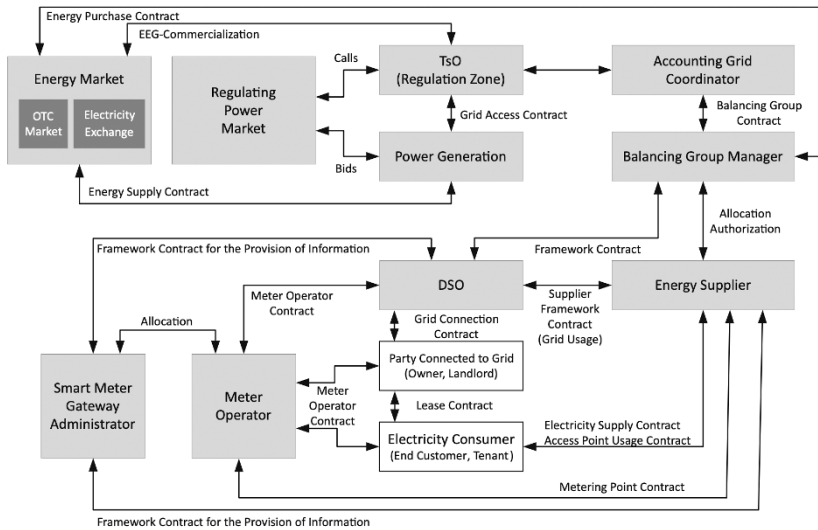 Energy Purchase Contract
EEG-Commercialization
Energy Market
OTC
Market
Electricity
Exchange
Regulating
Power
Market
Calls
Bids
TsO
(Regulation Zone)
Grid Access Contract
Power Generation
Accounting Grid
Coordinator
Balancing Group
Contract
Balancing Group Manager
Energy Supply Contract
Allocation
Authorization
Framework Contract for the Provision of Information
Framework Contract
DSO
Energy Supplier
Meter Operator
Contract
Supplier
Framework
Contract
(Grid Usage)
Allocation
Grid Connection
Contract
Smart Meter
Gateway
Administrator
Meter
Operator
Party Connected to Grid
(Owner, Landlord)
Meter
Operator
Contract
Lease Contract
Electricity Consumer
(End Customer, Tenant)
Electricity Supply Contract
Access Point Usage Contract
Metering Point Contract
Framework Contract for the Provision of Information